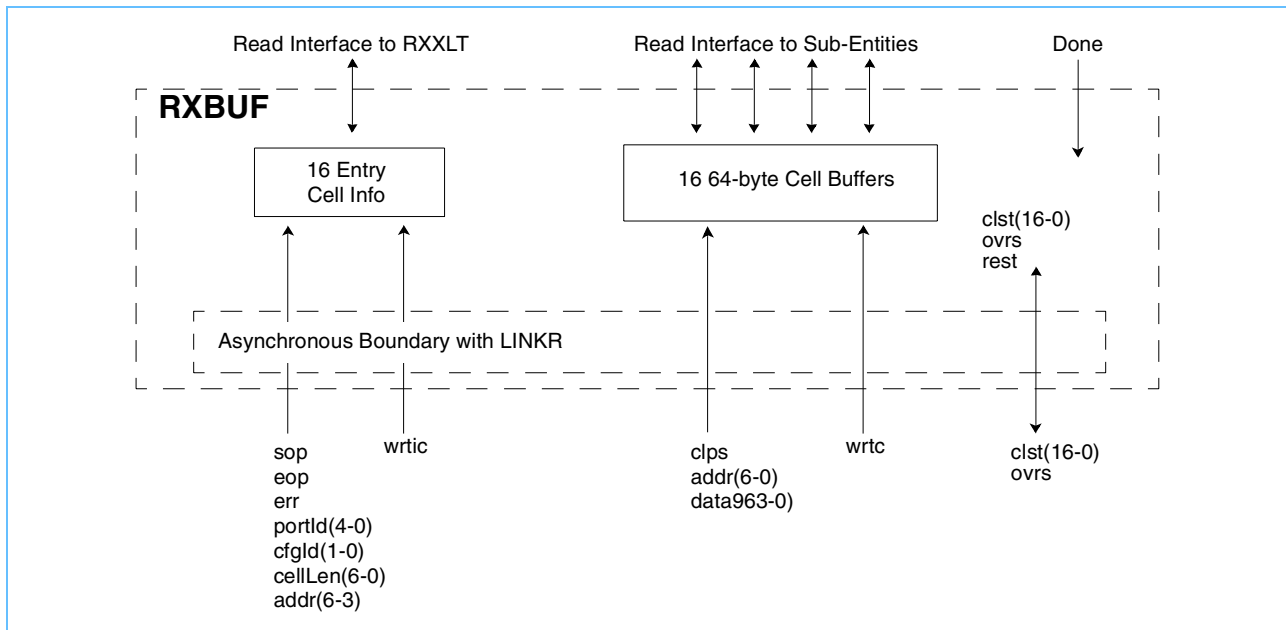 Read Interface to RXXLT
Read Interface to Sub-Entities
Done
RXBUF
16 Entry
Cell Info
16 64-byte Cell Buffers
clst(16-0)
ovrs
rest
Asynchronous Boundary with LINKR
sop
eop
err
portId(4-0)
cfgId(1-0)
cellLen(6-0)
addr(6-3)
wrtic
clps
addr(6-0)
data963-0)
wrtc
clst(16-0)
ovrs